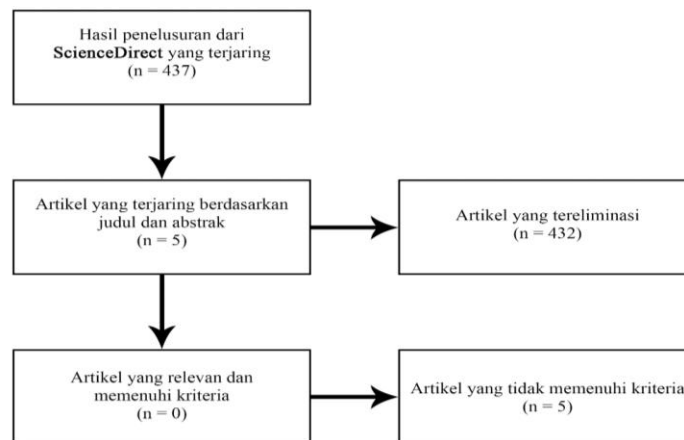 Hasil penelusuran dari
ScienceDirect yang terjaring
(n = 437)
Artikel yang terjaring berdasarkan
judul dan abstrak
(n = 5)
Artikel yang tereliminasi
(n = 432)
Artikel yang relevan dan
memenuhi kriteria
(n = 0)
Artikel yang tidak memenuhi kriteria
(n = 5)